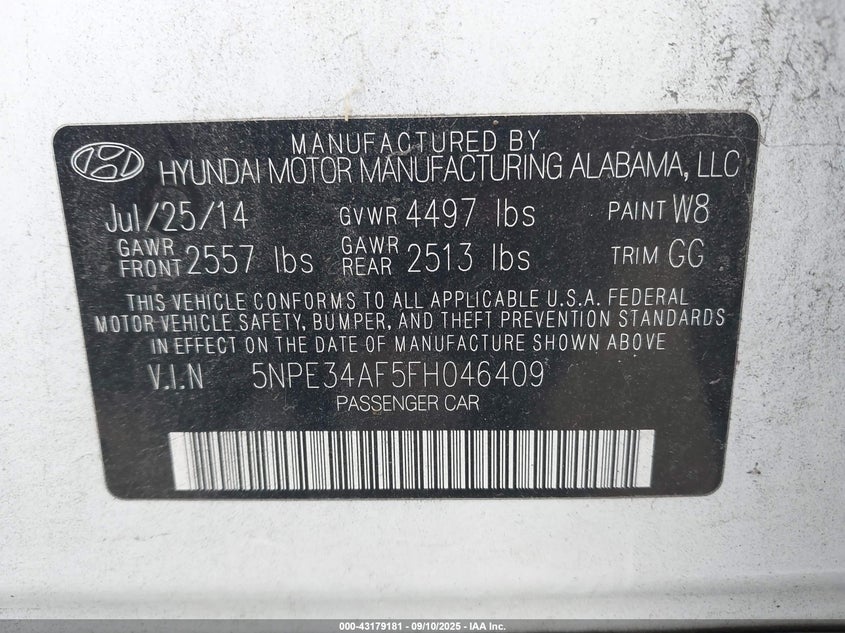 MANUFACTURED BY
HYUNDAI MOTOR MANUFACTURING ALABAMA, LLC
Jul/25/14 GVWR 4497 lbs PAINT W8
GAWR FRONT 2557 lbs GAWR REAR 2513 lbs TRIM GG
THIS VEHICLE CONFORMS TO ALL APPLICABLE U.S.A. FEDERAL
MOTOR VEHICLE SAFETY, BUMPER, AND THEFT PREVENTION STANDARDS
IN EFFECT ON THE DATE OF MANUFACTURE SHOWN ABOVE
V.I.N 5NPE34AF5FH046409
PASSENGER CAR
000-43179181 - 09/10/2025 - IAA Inc.